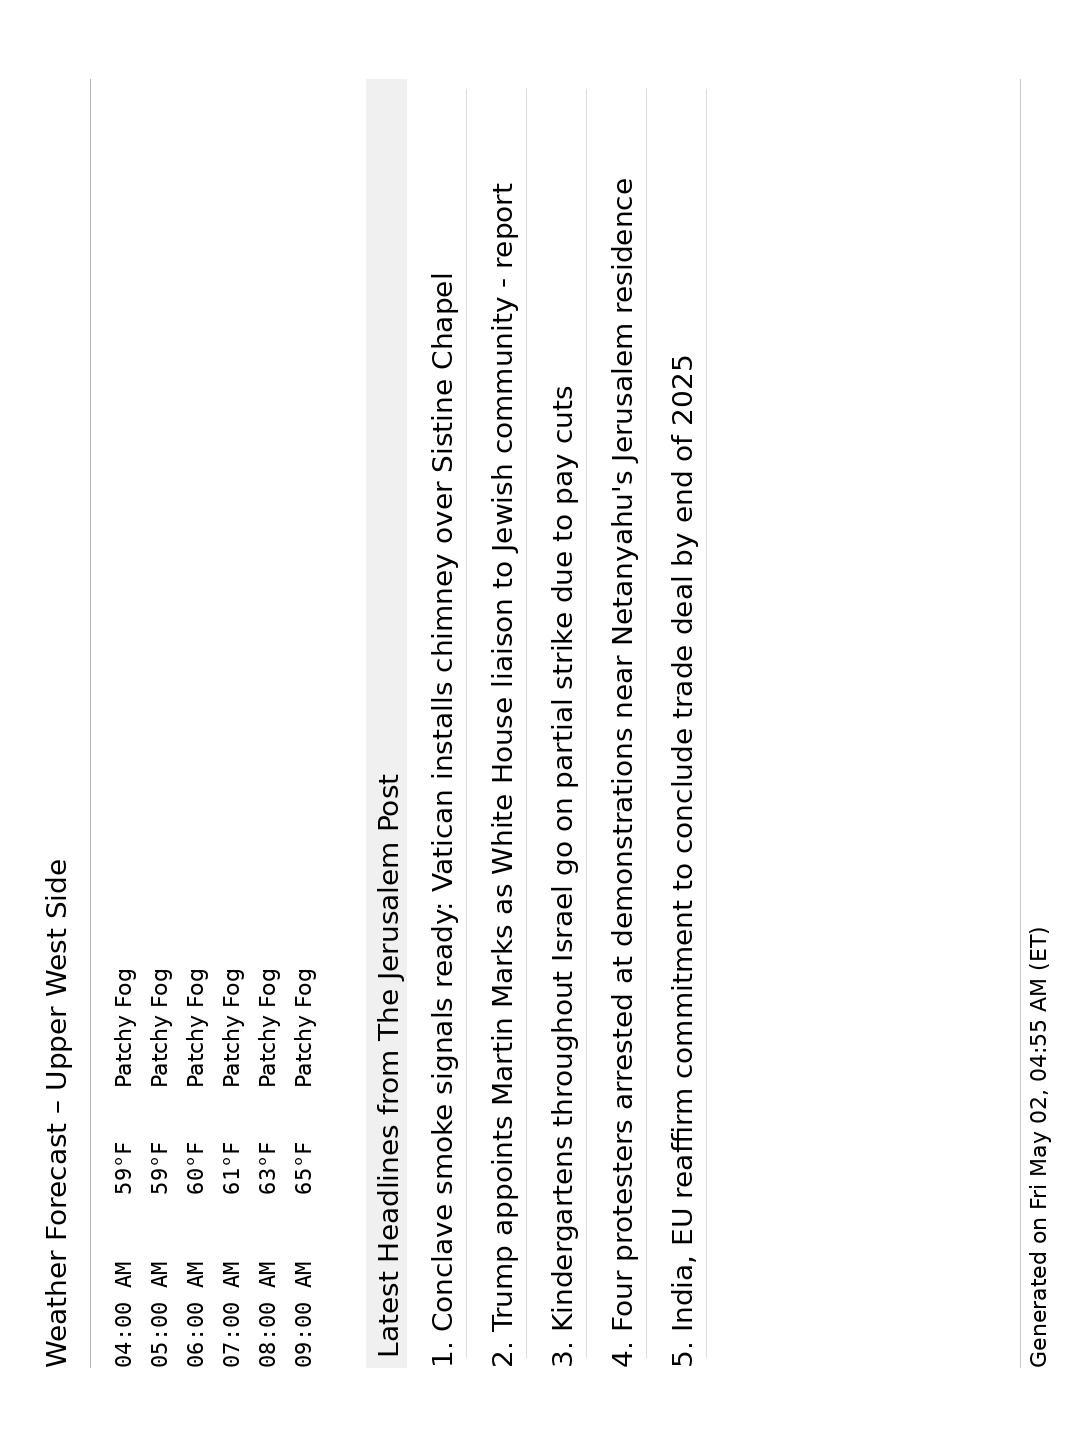 Weather Forecast – Upper West Side
04:00 AM 59°F Patchy Fog
05:00 AM 59°F Patchy Fog
06:00 AM 60°F Patchy Fog
07:00 AM 61°F Patchy Fog
08:00 AM 63°F Patchy Fog
09:00 AM 65°F Patchy Fog
Latest Headlines from The Jerusalem Post
1. Conclave smoke signals ready: Vatican installs chimney over Sistine Chapel
2. Trump appoints Martin Marks as White House liaison to Jewish community - report
3. Kindergartens throughout Israel go on partial strike due to pay cuts
4. Four protesters arrested at demonstrations near Netanyahu's Jerusalem residence
5. India, EU reaffirm commitment to conclude trade deal by end of 2025
Generated on Fri May 02, 04:55 AM (ET)